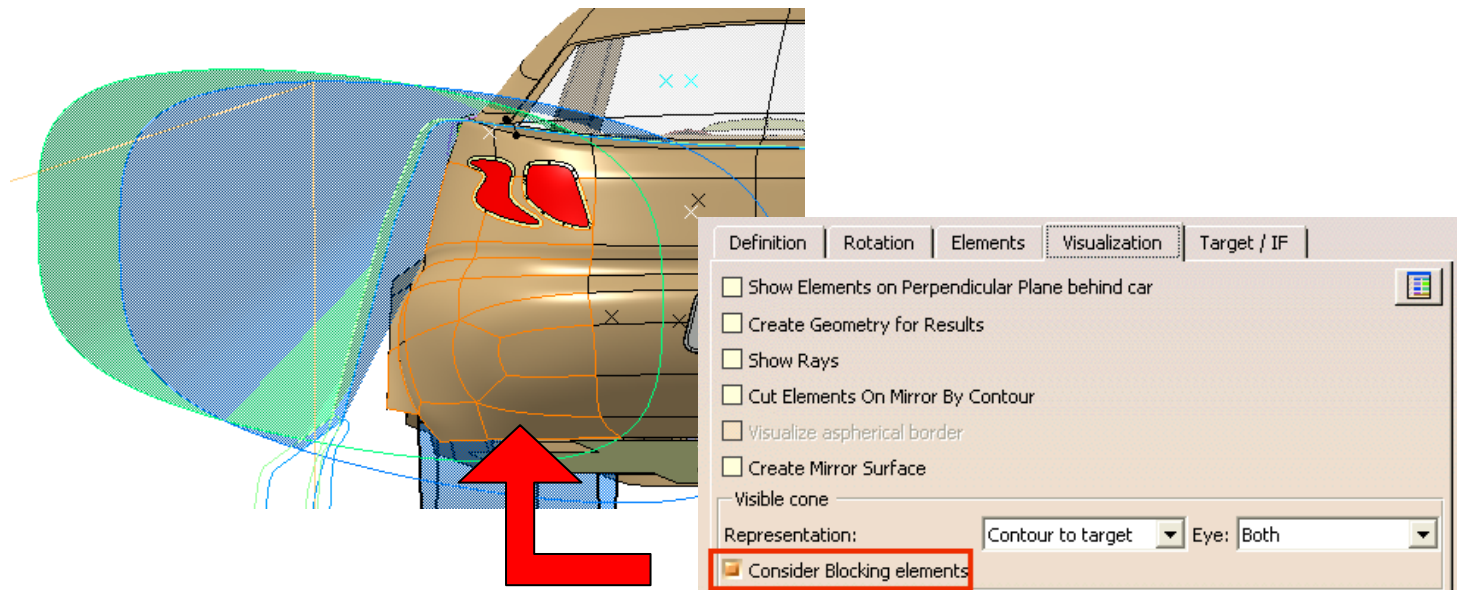 Definition Rotation Elements Visualization Target / IF
Show Elements on Perpendicular Plane behind car
Create Geometry for Results
Show Rays
Cut Elements On Mirror By Contour
Visualize aspherical border
Create Mirror Surface
Visible cone
Representation: Contour to target Eye: Both
Consider Blocking elements